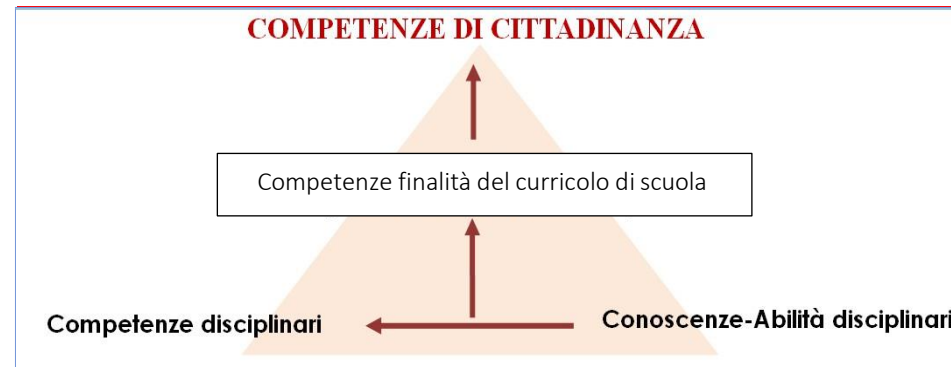 COMPETENZE DI CITTADINANZA
Competenze finalità del curricolo di scuola
Competenze disciplinari
Conoscenze-Abilità disciplinari